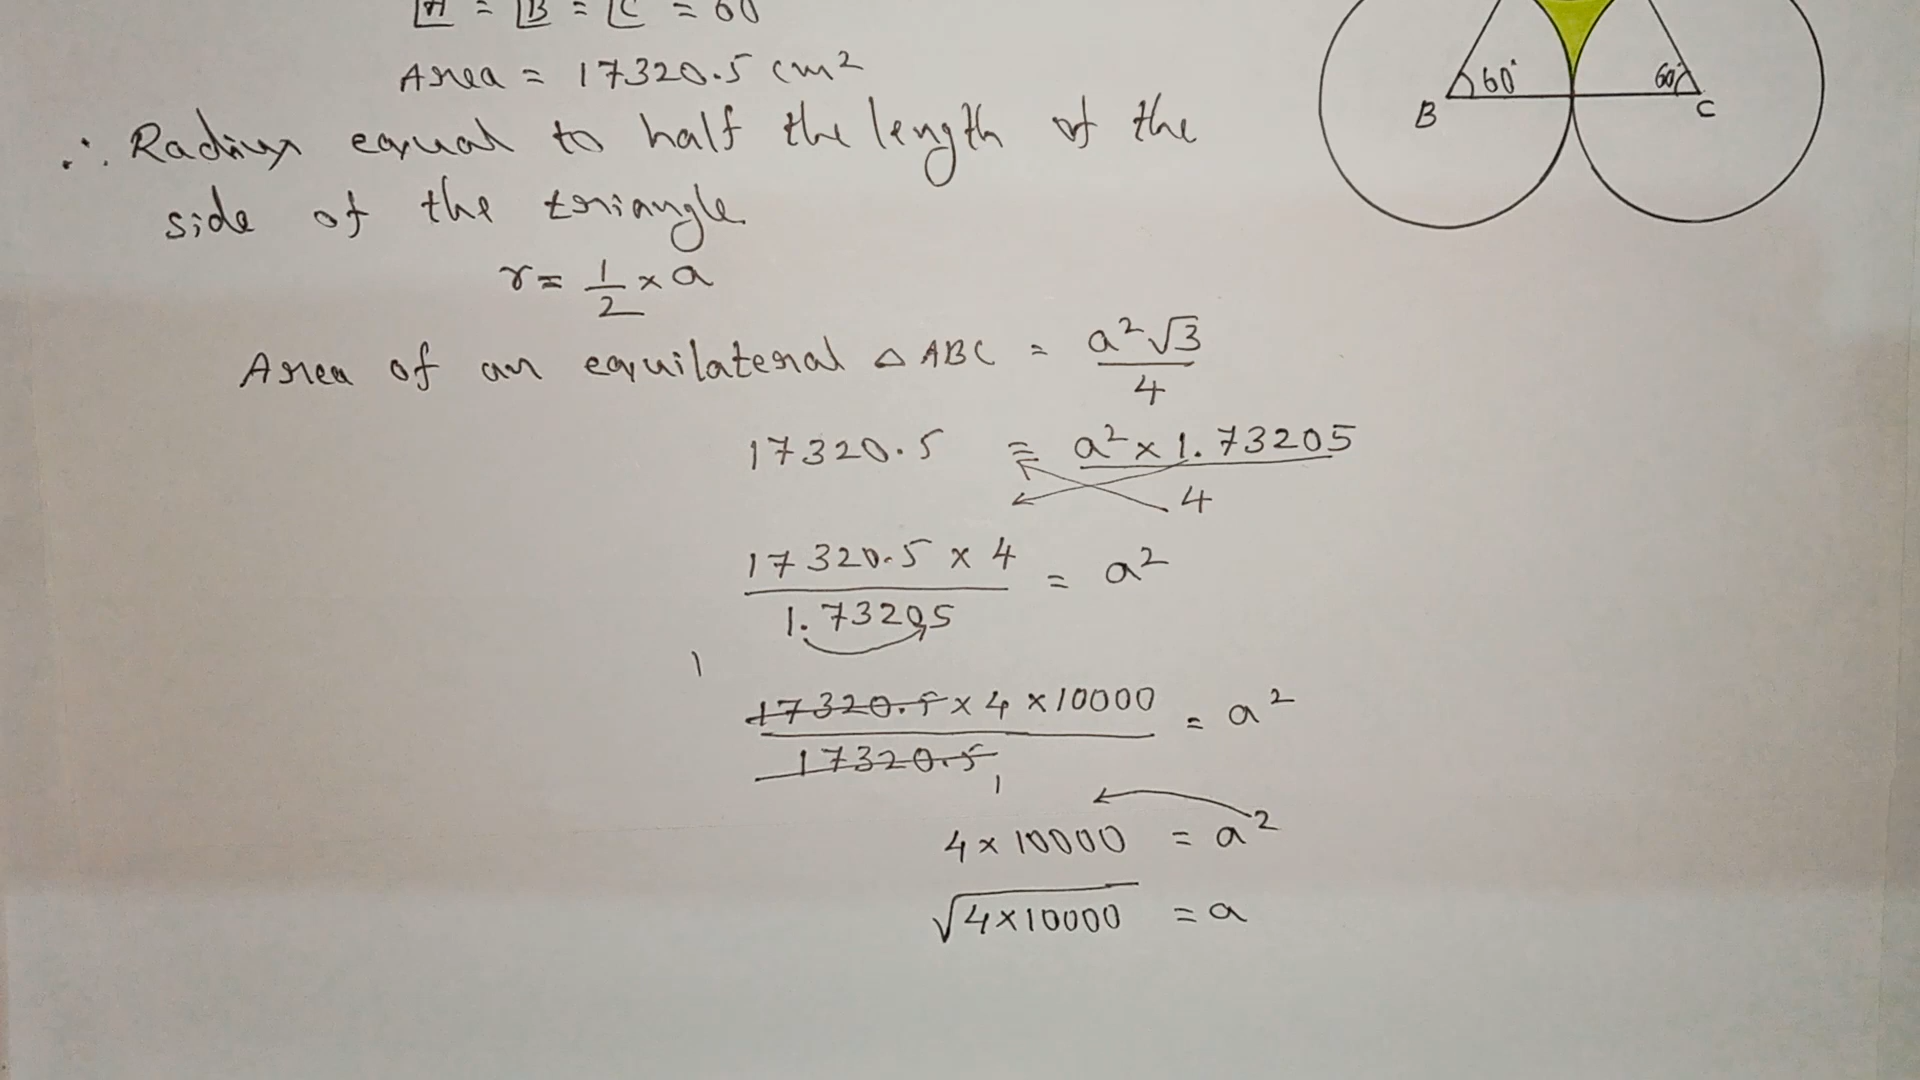 ∠A = ∠B = ∠C = 60
Area = 17320.5 cm²
∴ Radius equal to half the length of the
side of the triangle
r = 1/2 × a
Area of an equilateral △ ABC = a²√3 / 4
17320.5 = a² × 1.73205 / 4
17320.5 × 4 / 1.73205 = a²
1
17320.5 × 4 × 10000 / 17320.5 = a²
1
4 × 10000 = a²
√4×10000 = a
60°
60°
B
C